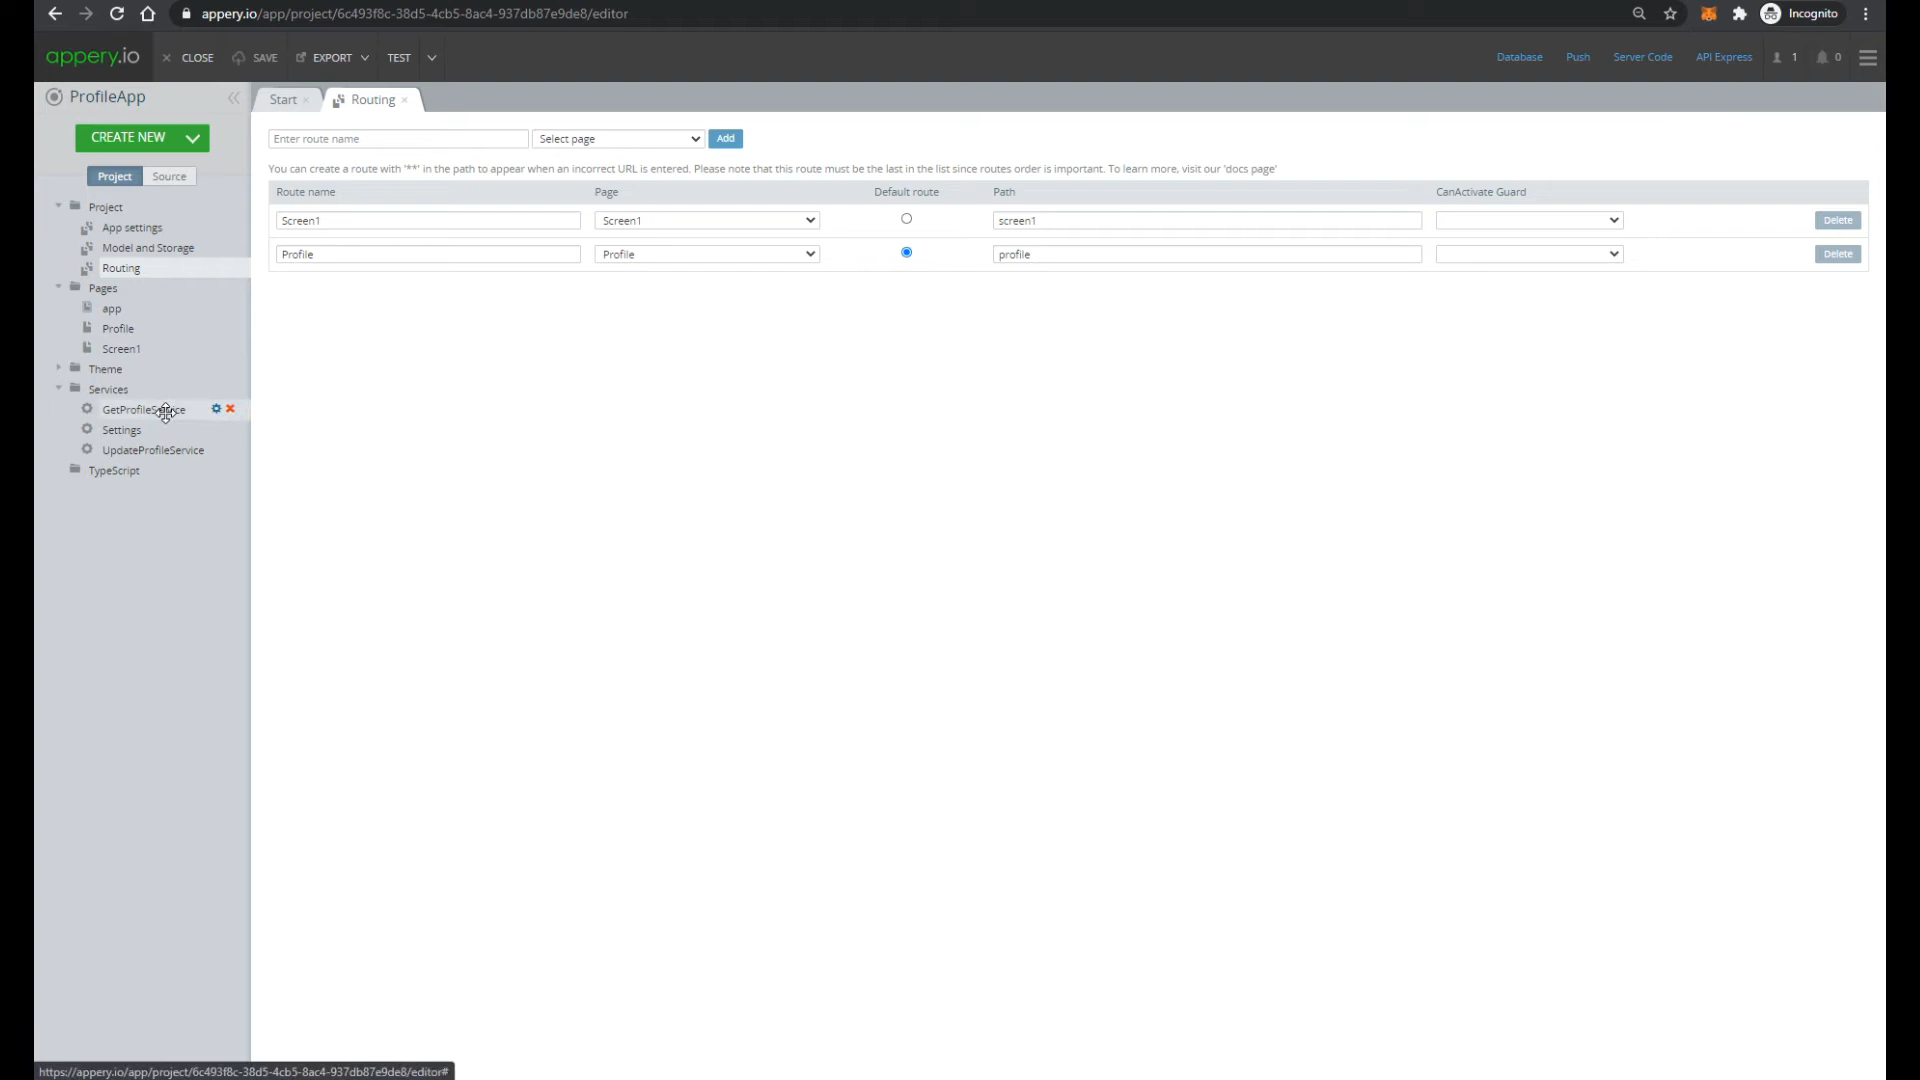 appery.io/app/project/6c493f8c-38d5-4cb5-8ac4-937db87e9de8/editor
Incognito
appery.io
CLOSE
SAVE
EXPORT
TEST
Database
Push
Server Code
API Express
1
0
ProfileApp
CREATE NEW
Project
Source
Project
App settings
Model and Storage
Routing
Pages
app
Profile
Screen1
Theme
Services
Settings
UpdateProfileService
TypeScript
Start
Routing
Enter route name
Select page
Add
You can create a route with '**' in the path to appear when an incorrect URL is entered. Please note that this route must be the last in the list since routes order is important. To learn more, visit our 'docs page'
Route name
Page
Default route
Path
CanActivate Guard
Screen1
Screen1
screen1
Delete
Profile
Profile
profile
Delete
https://appery.io/app/project/6c493f8c-38d5-4cb5-8ac4-937db87e9de8/editor#